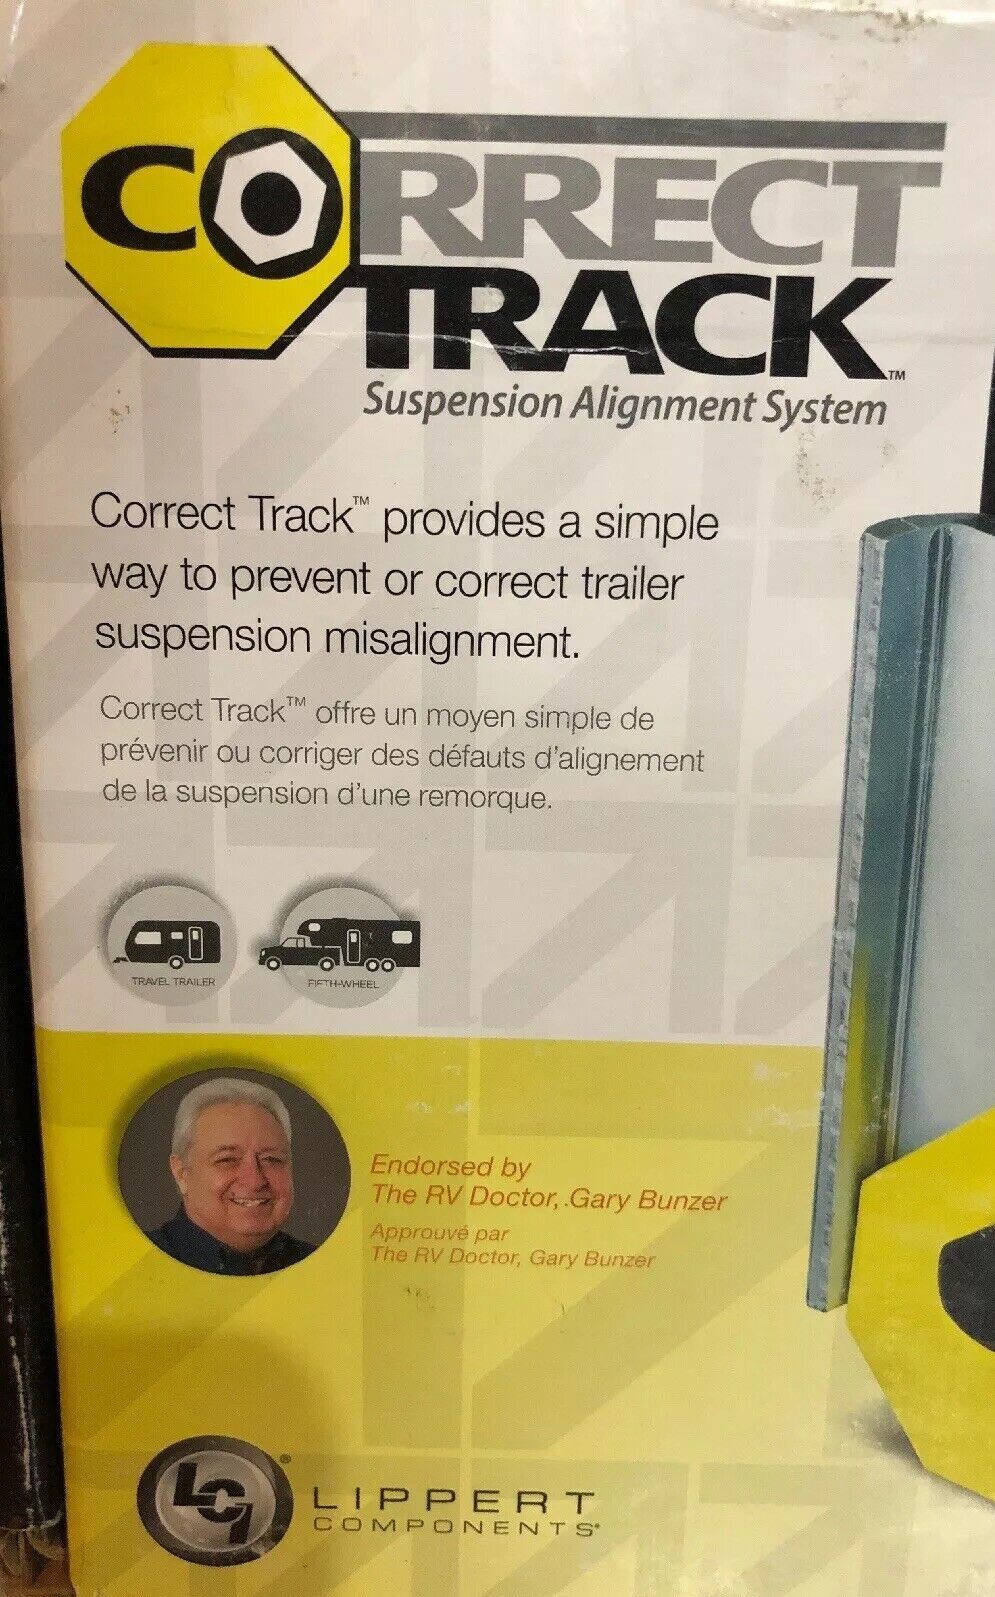 CORRECT
TRACK™
Suspension Alignment System
Correct Track™ provides a simple
way to prevent or correct trailer
suspension misalignment.
Correct Track™ offre un moyen simple de
prévenir ou corriger des défauts d'alignement
de la suspension d'une remorque.
TRAVEL TRAILER
FIFTH-WHEEL
Endorsed by
The RV Doctor, Gary Bunzer
Approuvé par
The RV Doctor, Gary Bunzer
LCI®
LIPPERT
COMPONENTS®